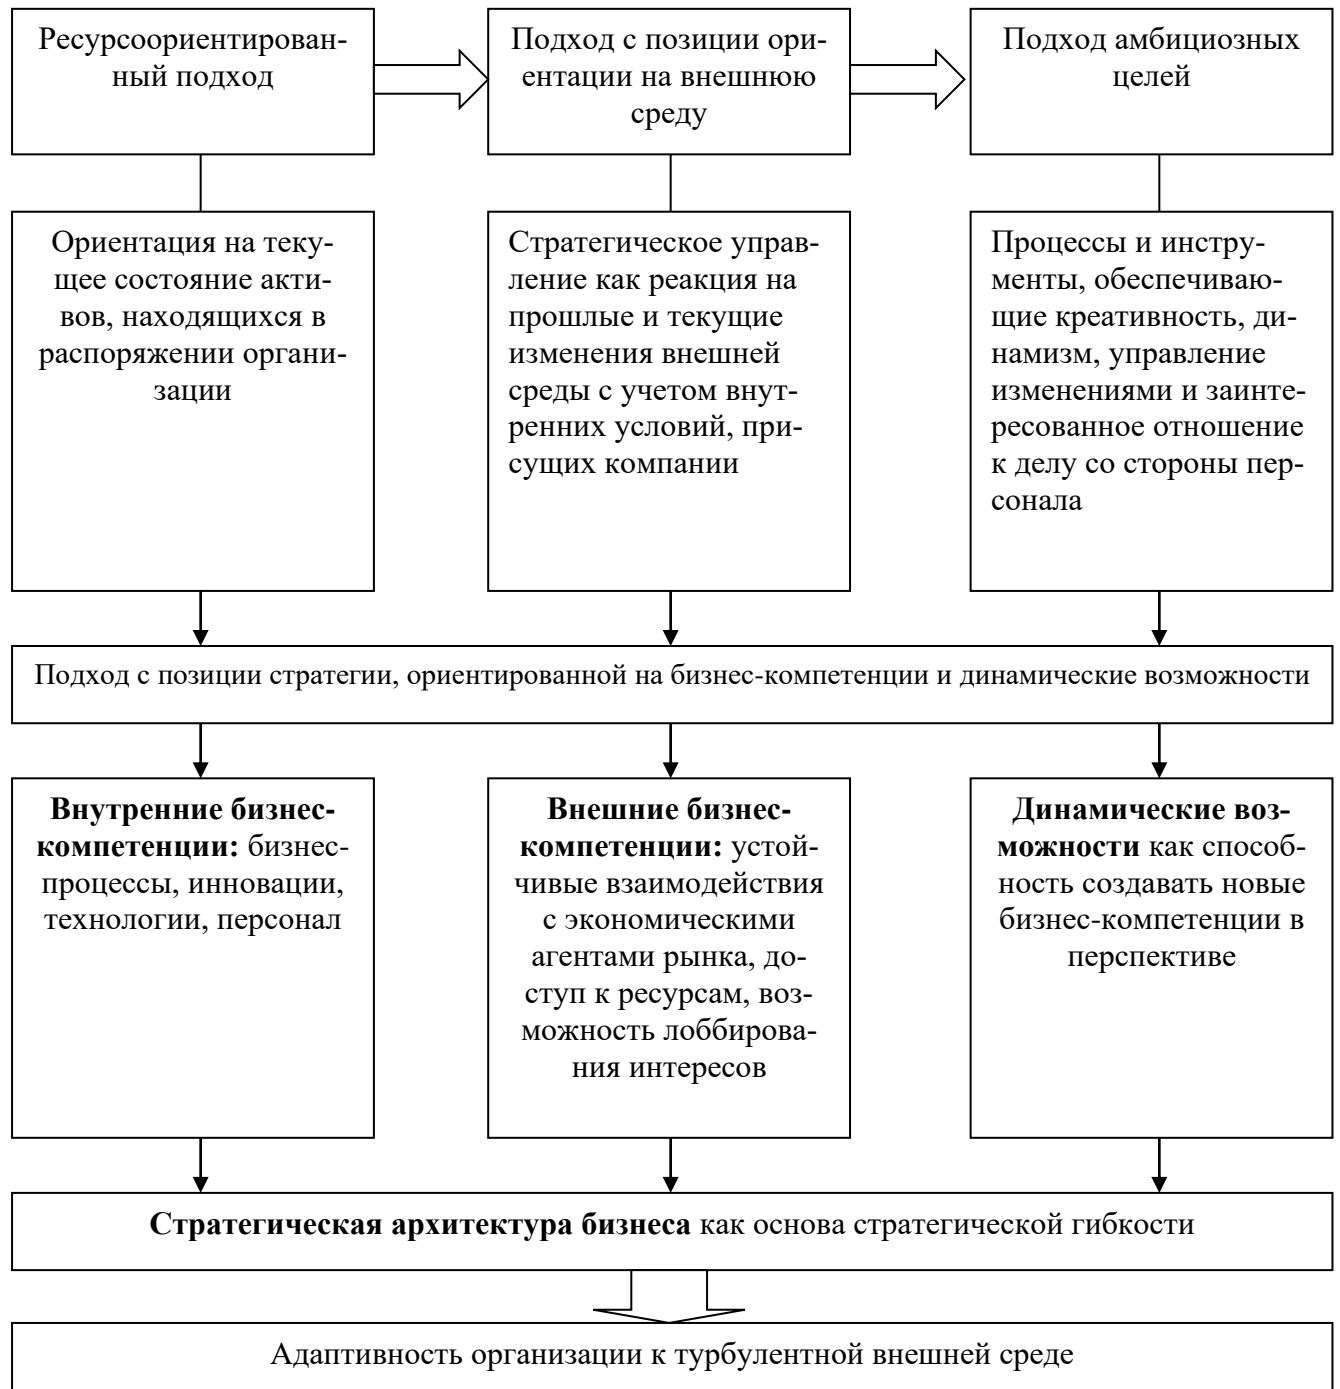 Ресурсоориентирован-
ный подход
Подход с позиции ори-
ентации на внешнюю
среду
Подход амбициозных
целей
Ориентация на теку-
щее состояние акти-
вов, находящихся в
распоряжении органи-
зации
Стратегическое управ-
ление как реакция на
прошлые и текущие
изменения внешней
среды с учетом внут-
ренних условий, при-
сущих компании
Процессы и инстру-
менты, обеспечиваю-
щие креативность, ди-
намизм, управление
изменениями и заинте-
ресованное отношение
к делу со стороны пер-
сонала
Подход с позиции стратегии, ориентированной на бизнес-компетенции и динамические возможности
Внутренние бизнес-
компетенции: бизнес-
процессы, инновации,
технологии, персонал
Внешние бизнес-
компетенции: устой-
чивые взаимодействия
с экономическими
агентами рынка, до-
ступ к ресурсам, воз-
можность лоббирова-
ния интересов
Динамические воз-
можности как способ-
ность создавать новые
бизнес-компетенции в
перспективе
Стратегическая архитектура бизнеса как основа стратегической гибкости
Адаптивность организации к турбулентной внешней среде